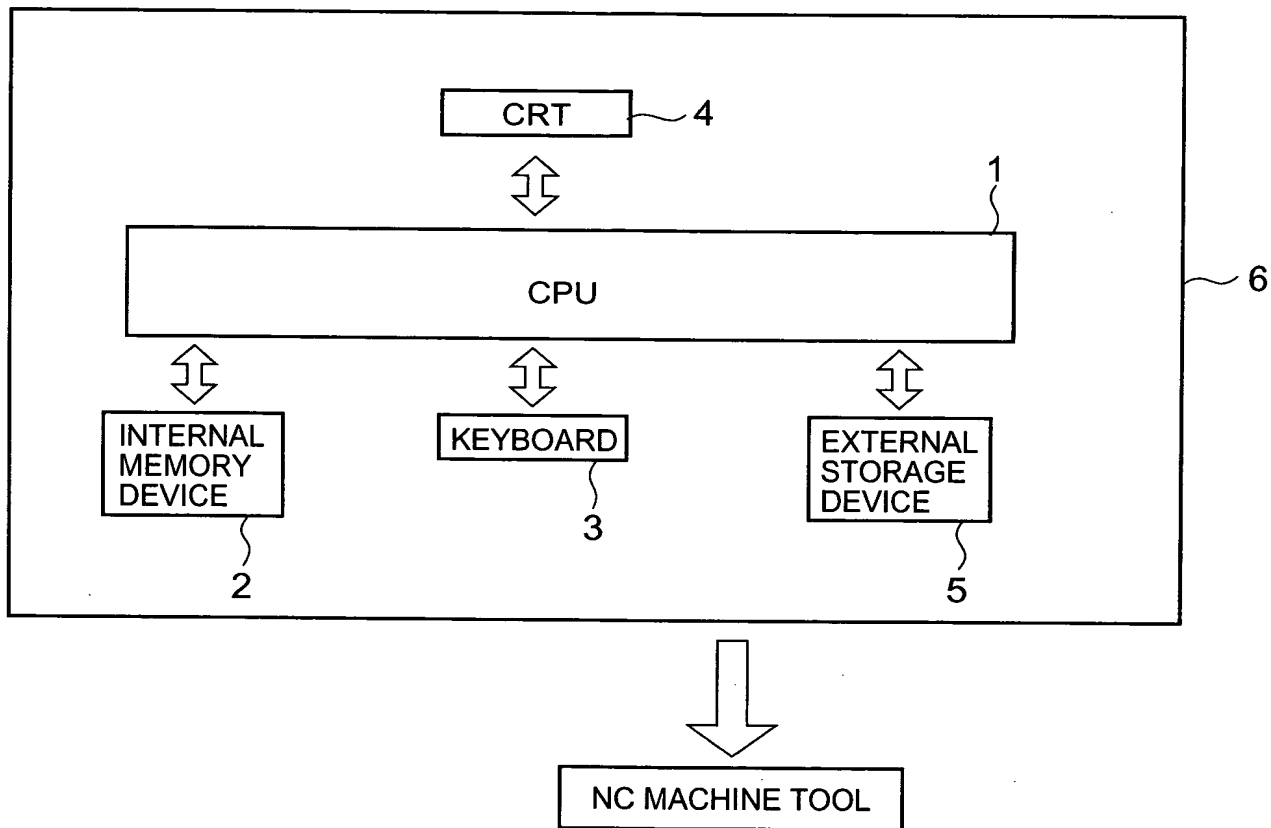 CRT
4
1
CPU
6
INTERNAL
MEMORY
DEVICE
2
KEYBOARD
3
EXTERNAL
STORAGE
DEVICE
5
NC MACHINE TOOL